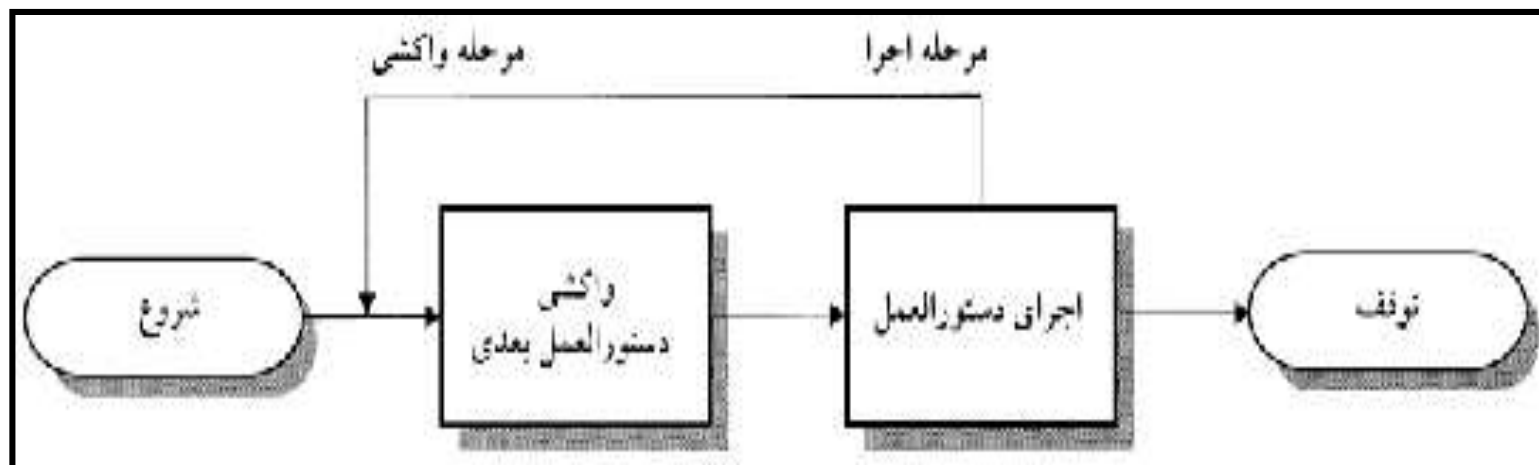 مرحله واکشی
مرحله اجرا
شروع
واکشی
دستورالعمل بعدی
اجرای دستورالعمل
توقف